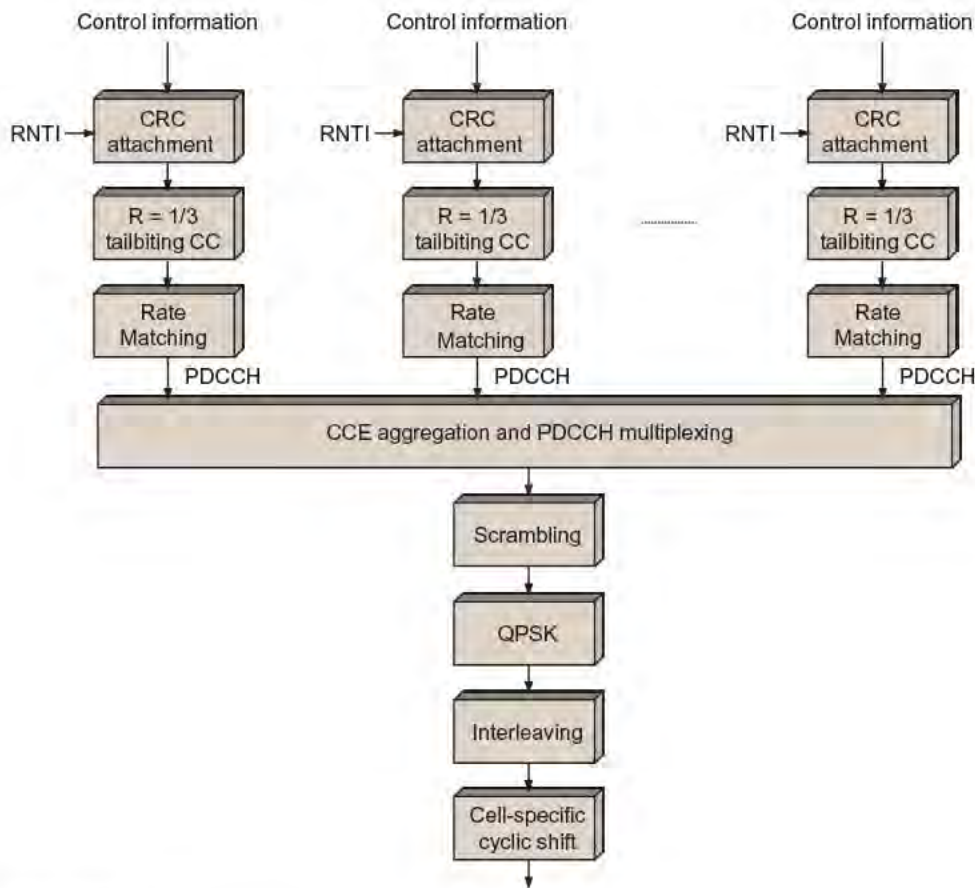 Control information
Control information
Control information
RNTI
CRC
attachment
RNTI
CRC
attachment
RNTI
CRC
attachment
R = 1/3
tailbiting CC
R = 1/3
tailbiting CC
R = 1/3
tailbiting CC
Rate
Matching
Rate
Matching
Rate
Matching
PDCCH
PDCCH
PDCCH
CCE aggregation and PDCCH multiplexing
Scrambling
QPSK
Interleaving
Cell-specific
cyclic shift